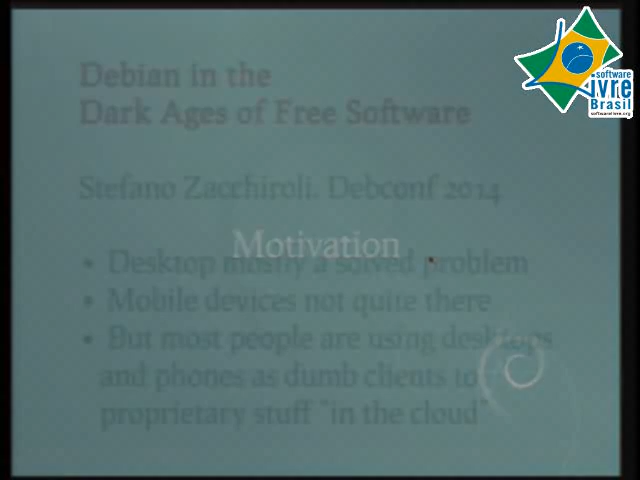 software
livre
Brasil
softwarelivre.org
Debian in the
Dark Ages of Free Software
Stefano Zacchiroli. Debconf 2014
Motivation
• Desktop mostly a solved problem
• Mobile devices not quite there
• But most people are using desktops
and phones as dumb clients to
proprietary stuff "in the cloud"